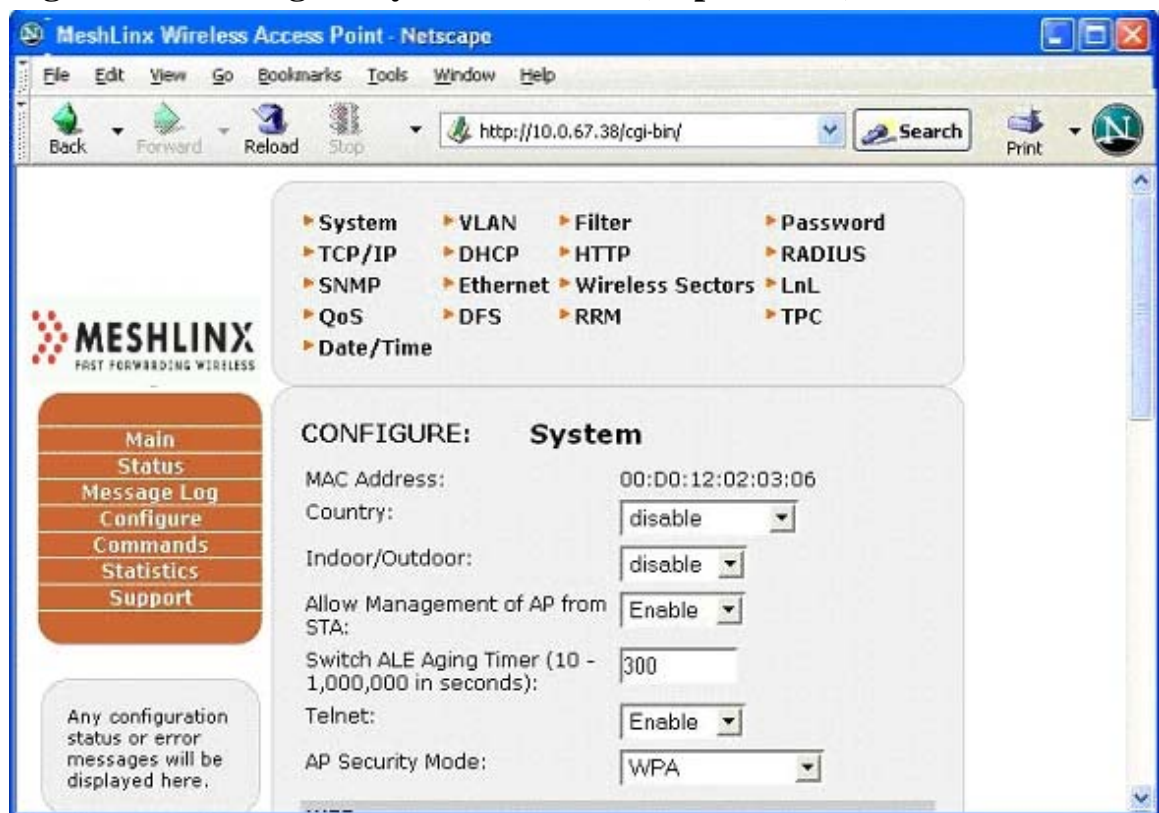 MeshLinx Wireless Access Point - Netscape
File Edit View Go Bookmarks Tools Window Help
Back Forward Reload Stop http://10.0.67.38/cgi-bin/ Search Print N
System VLAN Filter Password
TCP/IP DHCP HTTP RADIUS
SNMP Ethernet Wireless Sectors LnL
QoS DFS RRM TPC
Date/Time
MESHLINX
FAST FORWARDING WIRELESS
Main
Status
Message Log
Configure
Commands
Statistics
Support
Any configuration
status or error
messages will be
displayed here.
CONFIGURE: System
MAC Address: 00:D0:12:02:03:06
Country: disable
Indoor/Outdoor: disable
Allow Management of AP from
STA: Enable
Switch ALE Aging Timer (10 -
1,000,000 in seconds): 300
Telnet: Enable
AP Security Mode: WPA